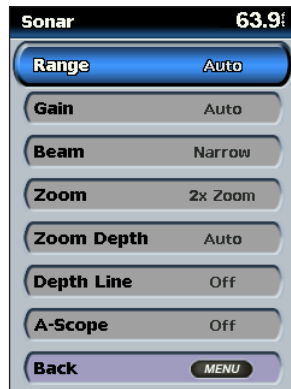 Sonar 63.9ft
Range Auto
Gain Auto
Beam Narrow
Zoom 2x Zoom
Zoom Depth Auto
Depth Line Off
A-Scope Off
Back MENU